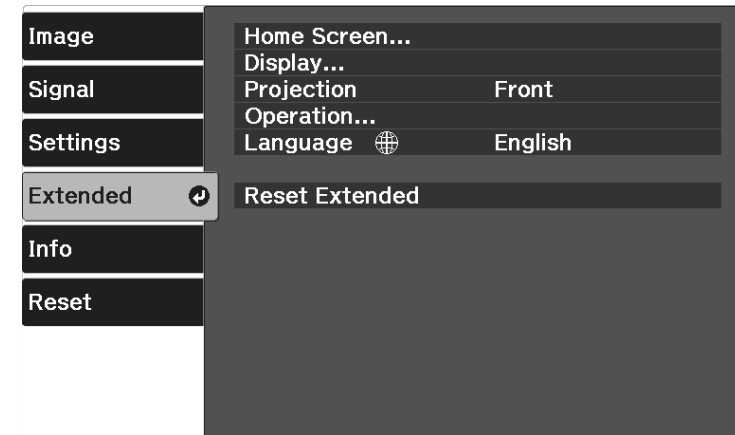 Image
Signal
Settings
Extended
Info
Reset
Home Screen...
Display...
Projection Front
Operation...
Language English
Reset Extended